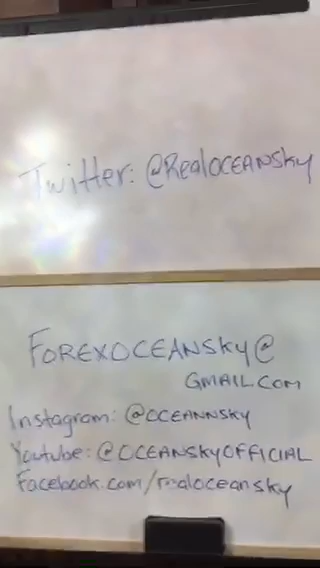 Twitter: @RealOCEANSky
FOREXOCEANSky@
GMAIL.COM
Instagram: @OCEANNSKY
Youtube: @OCEANSKYOFFICIAL
Facebook.com/realoceansky